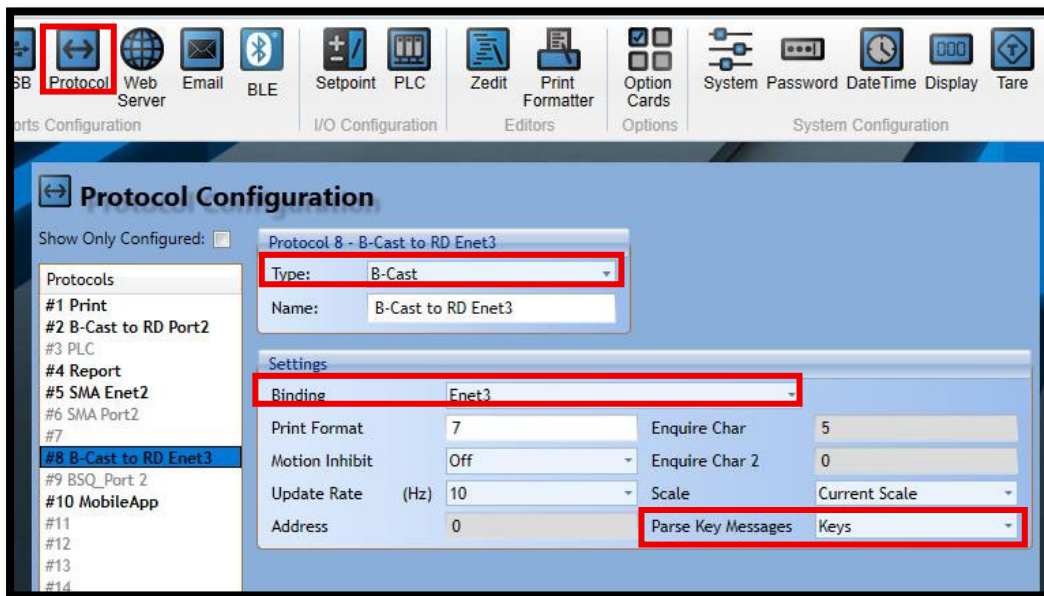 SB Protocol Web Server Email BLE Setpoint PLC Zedit Print Formatter Option Cards System Password DateTime Display Tare
orts Configuration I/O Configuration Editors Options System Configuration
Protocol Configuration
Show Only Configured:
Protocols
#1 Print
#2 B-Cast to RD Port2
#3 PLC
#4 Report
#5 SMA Enet2
#6 SMA Port2
#7
#8 B-Cast to RD Enet3
#9 BSQ_Port 2
#10 MobileApp
#11
#12
#13
#14
Protocol 8 - B-Cast to RD Enet3
Type: B-Cast
Name: B-Cast to RD Enet3
Settings
Binding Enet3
Print Format 7 Enquire Char 5
Motion Inhibit Off Enquire Char 2 0
Update Rate (Hz) 10 Scale Current Scale
Address 0 Parse Key Messages Keys